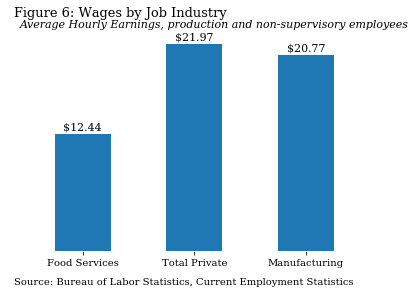 Figure 6: Wages by Job Industry
Average Hourly Earnings, production and non-supervisory employees
$21.97
$20.77
$12.44
Food Services Total Private Manufacturing
Source: Bureau of Labor Statistics, Current Employment Statistics